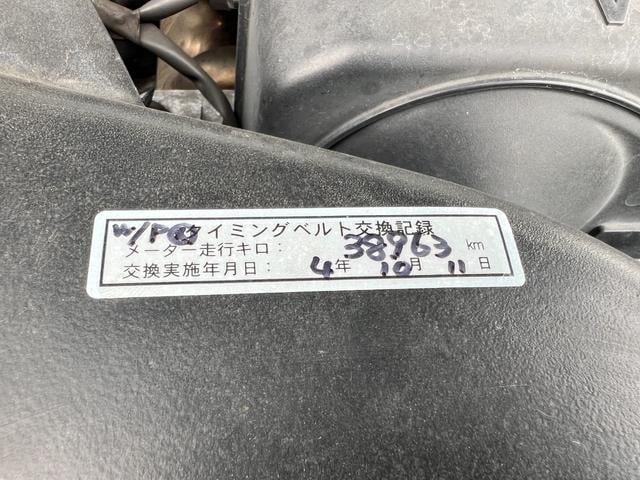 W/P タイミングベルト交換記録
メーター走行キロ: 38963 km
交換実施年月日: 4年 10月 11日